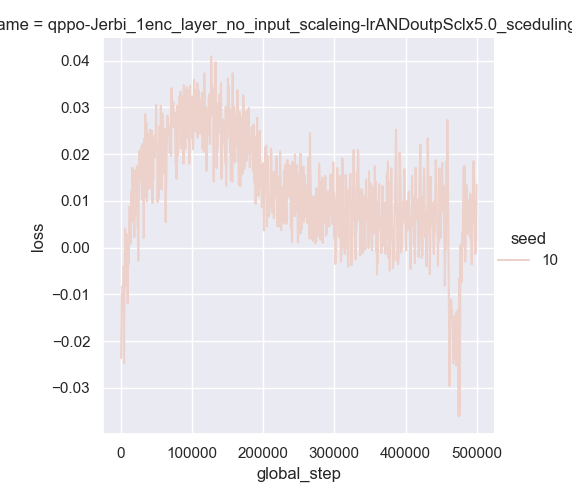 ame = qppo-Jerbi_1enc_layer_no_input_scaleing-lrANDoutpSclx5.0_sceduling
0.04
0.03
0.02
0.01
0.00
−0.01
−0.02
−0.03
loss
0 100000 200000 300000 400000 500000
global_step
seed
10